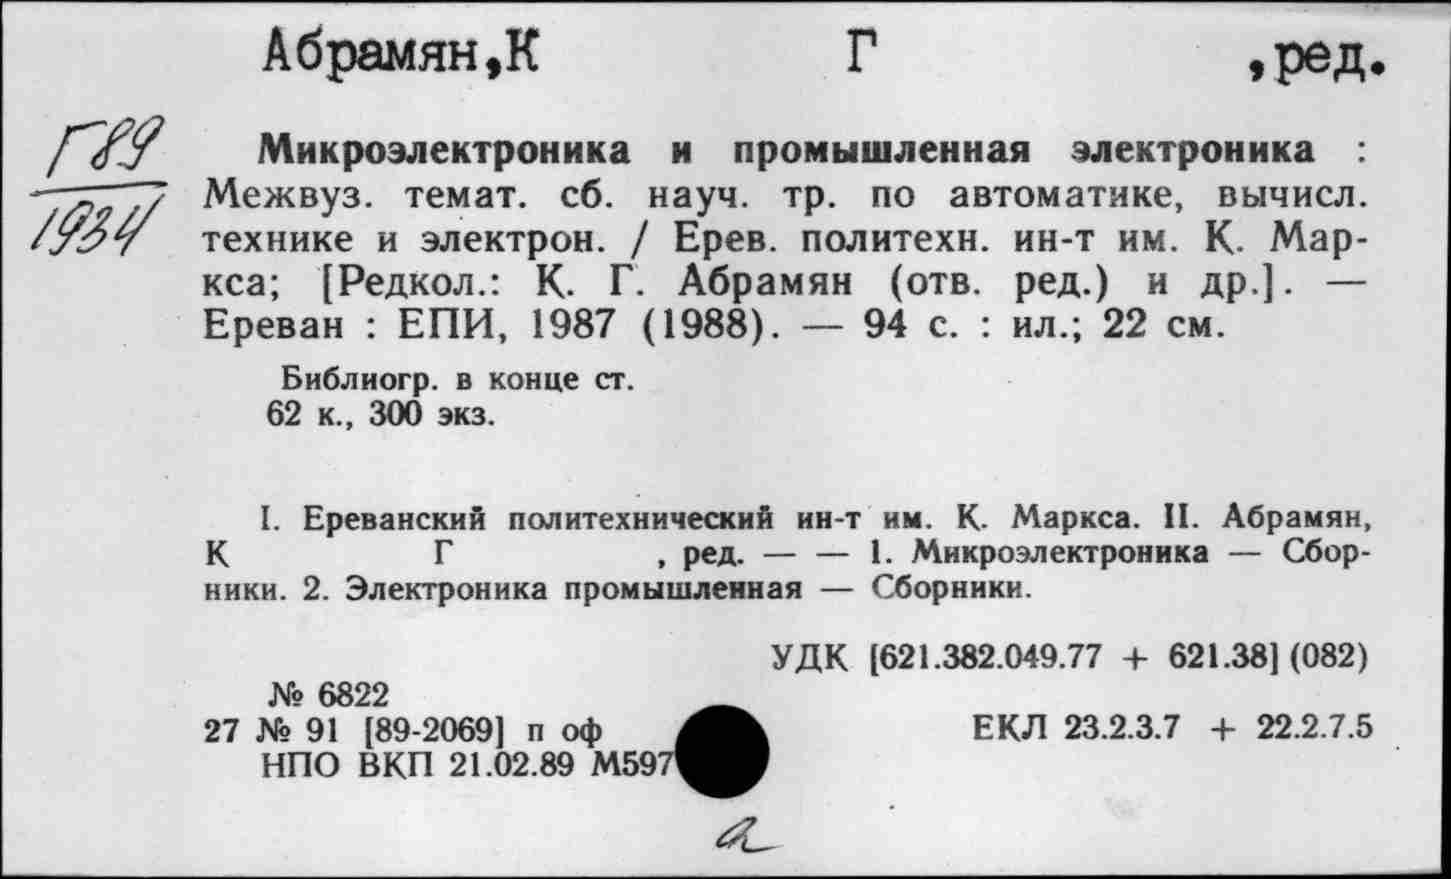 Абрамян,К Г ,ред.
Г89
1934
Микроэлектроника и промышленная электроника :
Межвуз. темат. сб. науч. тр. по автоматике, вычисл.
технике и электрон. / Ерев. политехн. ин-т им. К. Мар-
кса; [Редкол.: К. Г. Абрамян (отв. ред.) и др.]. —
Ереван : ЕПИ, 1987 (1988). — 94 с. : ил.; 22 см.
Библиогр. в конце ст.
62 к., 300 экз.
I. Ереванский политехнический ин-т им. К. Маркса. II. Абрамян,
К Г , ред. — — 1. Микроэлектроника — Сбор-
ники. 2. Электроника промышленная — Сборники.
УДК [621.382.049.77 + 621.38] (082)
№ 6822
27 № 91 [89-2069] п оф
ЕКЛ 23.2.3.7 + 22.2.7.5
НПО ВКП 21.02.89 М597